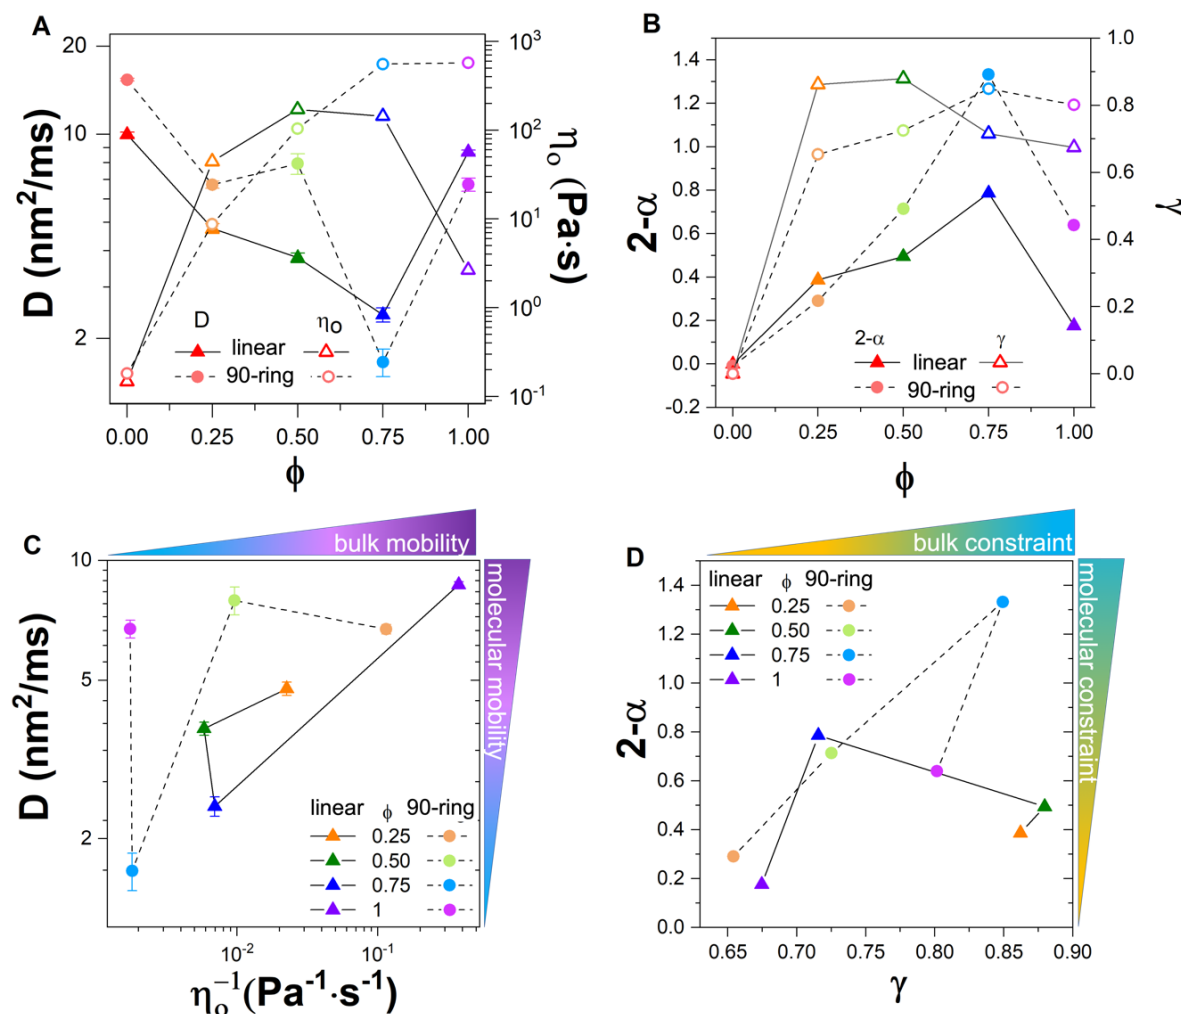 A
D (nm²/ms)
20
10
2
10³
10²
10¹
10⁰
10⁻¹
ηₒ (Pa·s)
D ηₒ
linear
90-ring
0.00 0.25 0.50 0.75 1.00
ϕ
B
2-α
1.4
1.2
1.0
0.8
0.6
0.4
0.2
0.0
-0.2
1.0
0.8
0.6
0.4
0.2
0.0
γ
2-α γ
linear
90-ring
0.00 0.25 0.50 0.75 1.00
ϕ
C
bulk mobility
molecular mobility
D (nm²/ms)
10
5
2
linear ϕ 90-ring
0.25
0.50
0.75
1
10⁻² 10⁻¹
ηₒ⁻¹(Pa⁻¹·s⁻¹)
D
bulk constraint
molecular constraint
2-α
1.4
1.3
1.2
1.0
0.8
0.6
0.4
0.2
0.0
linear ϕ 90-ring
0.25
0.50
0.75
1
0.65 0.70 0.75 0.80 0.85 0.90
γ